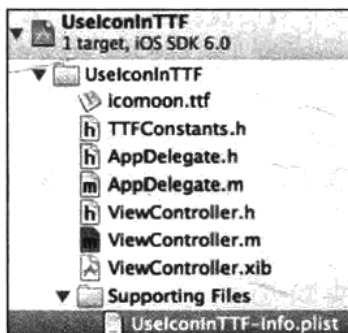 UseIconInTTF
1 target, iOS SDK 6.0
UseIconInTTF
icomoon.ttf
h TTFConstants.h
h AppDelegate.h
m AppDelegate.m
h ViewController.h
m ViewController.m
ViewController.xib
Supporting Files
UseIconInTTF-Info.plist